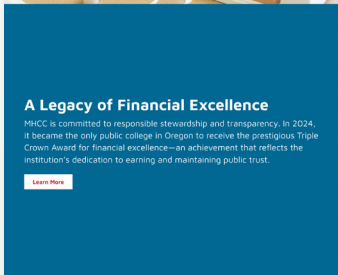 A Legacy of Financial Excellence
MHCC is committed to responsible stewardship and transparency. In 2024,
it became the only public college in Oregon to receive the prestigious Triple
Crown Award for financial excellence—an achievement that reflects the
institution's dedication to earning and maintaining public trust.
Learn More